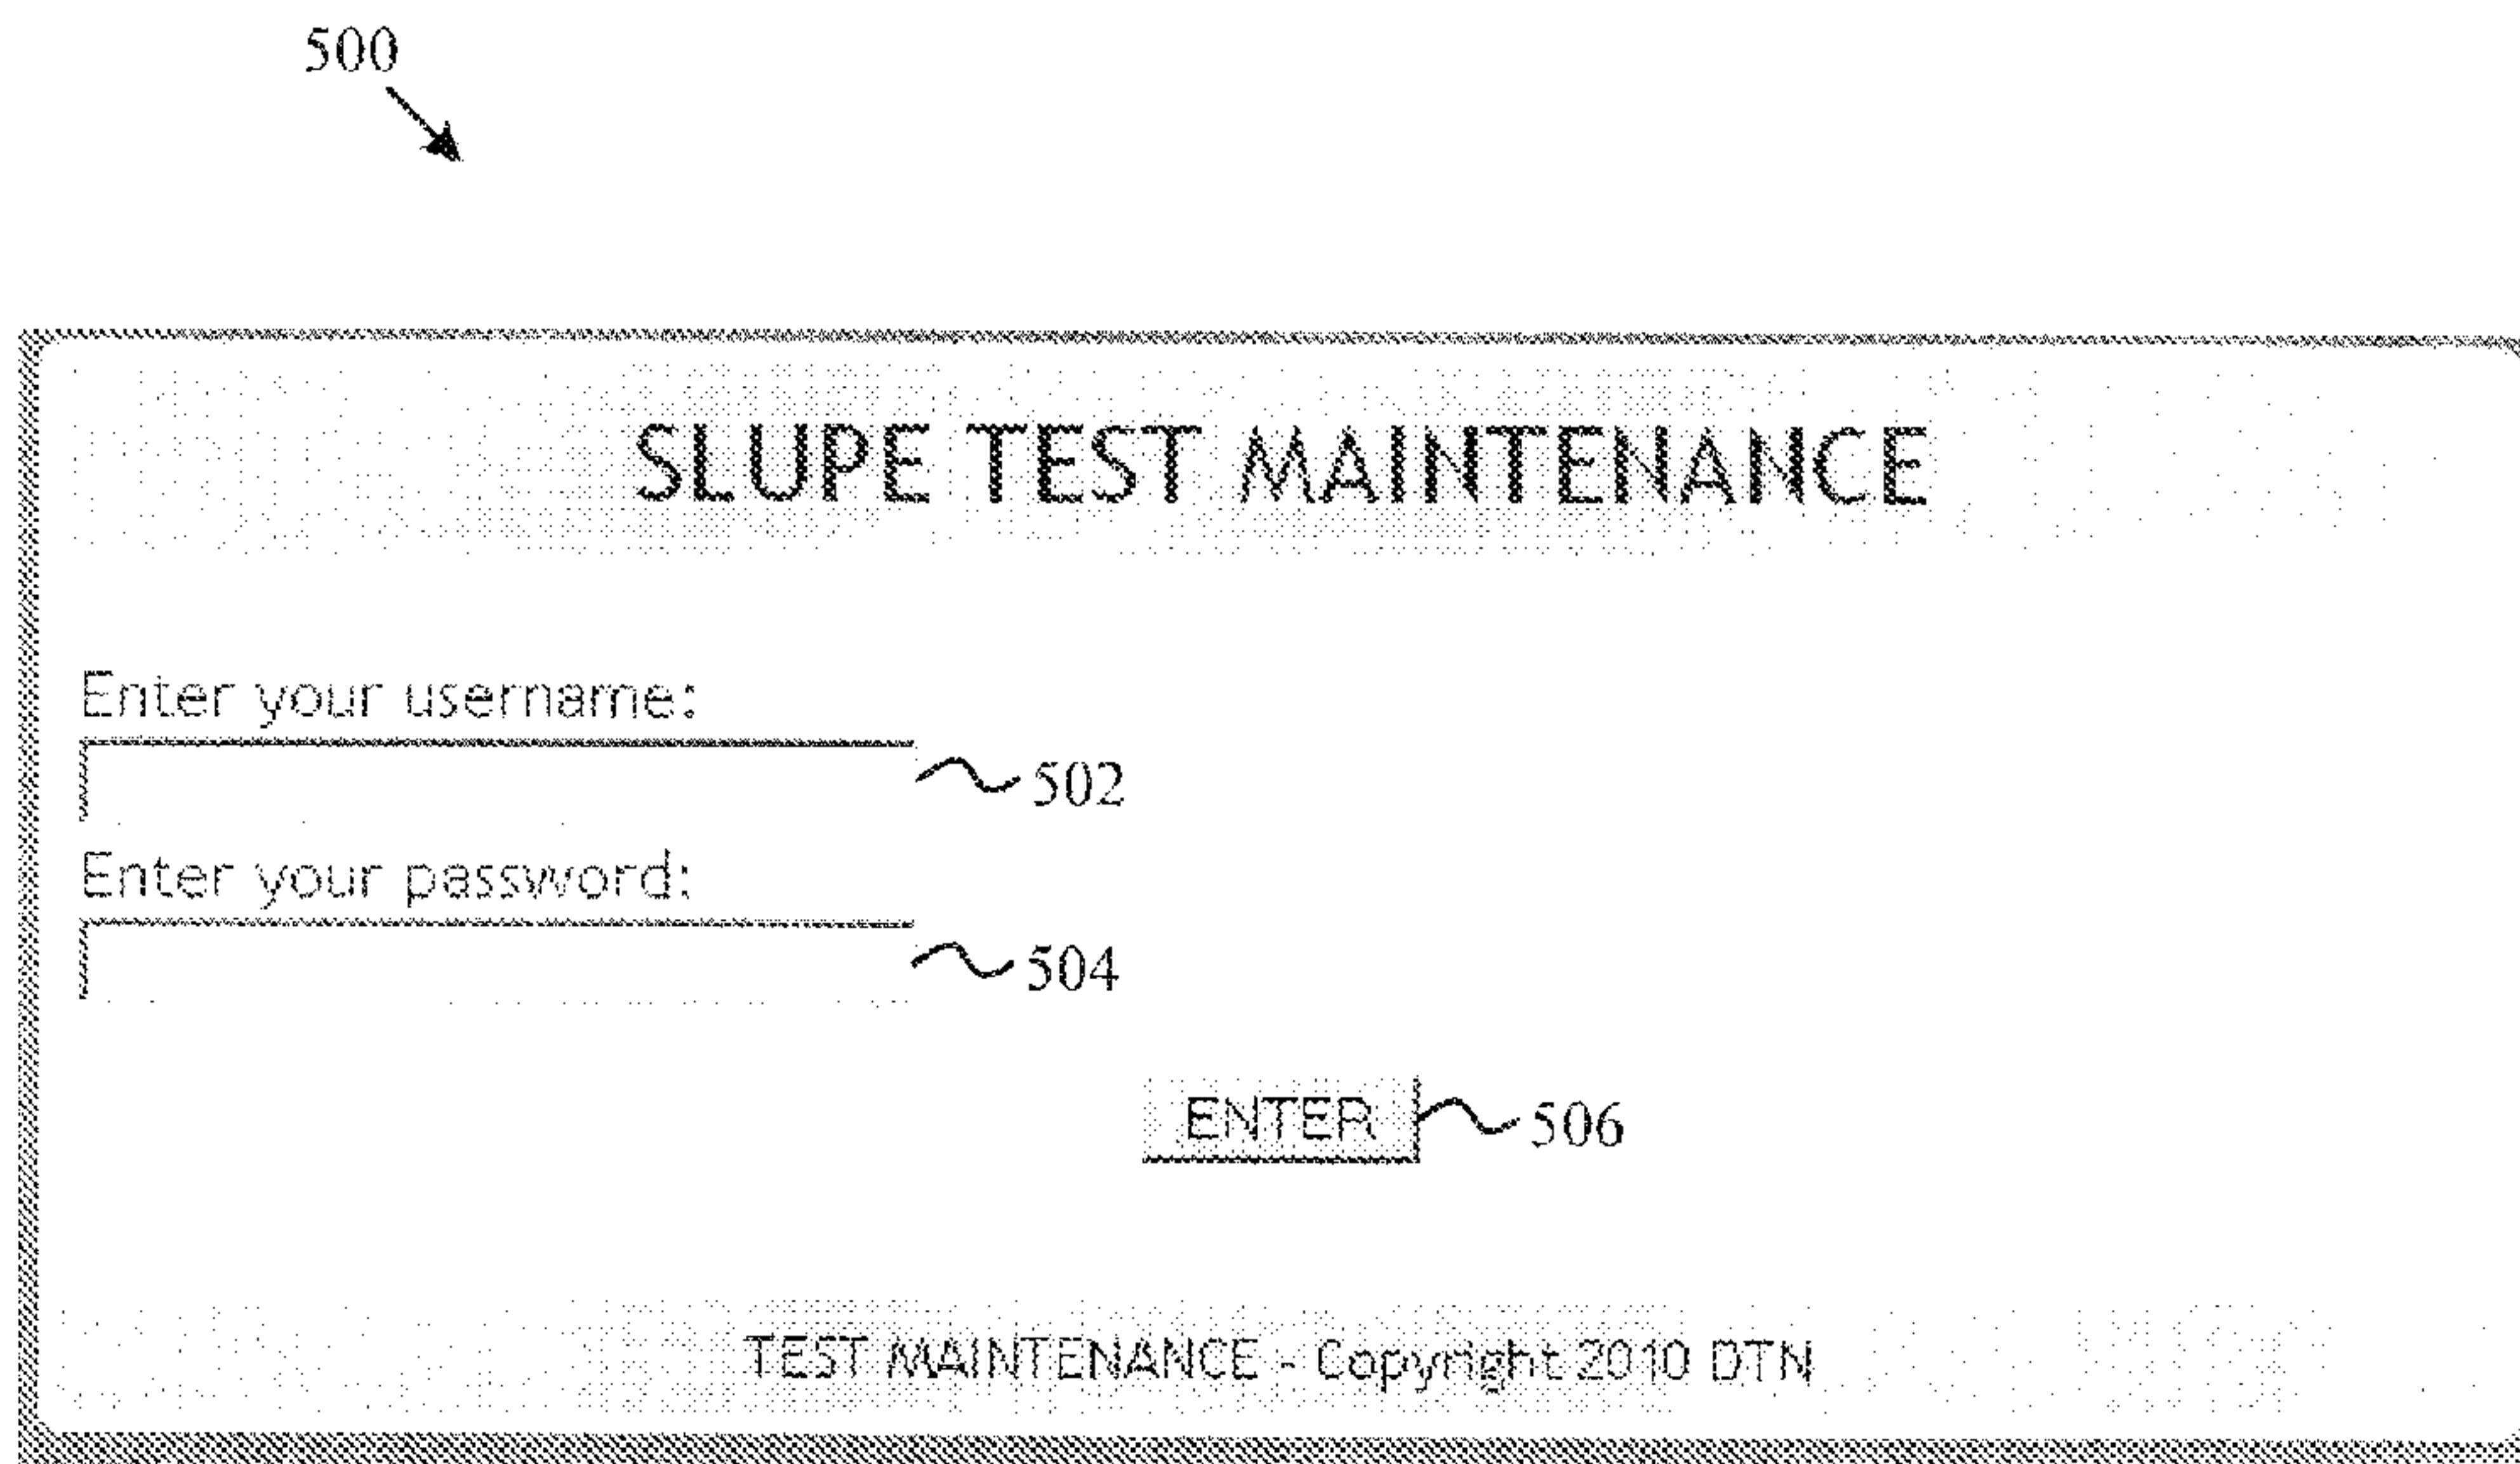 500
SLUPE TEST MAINTENANCE
Enter your username:
502
Enter your password:
504
ENTER 506
TEST MAINTENANCE - Copyright 2010 DTN